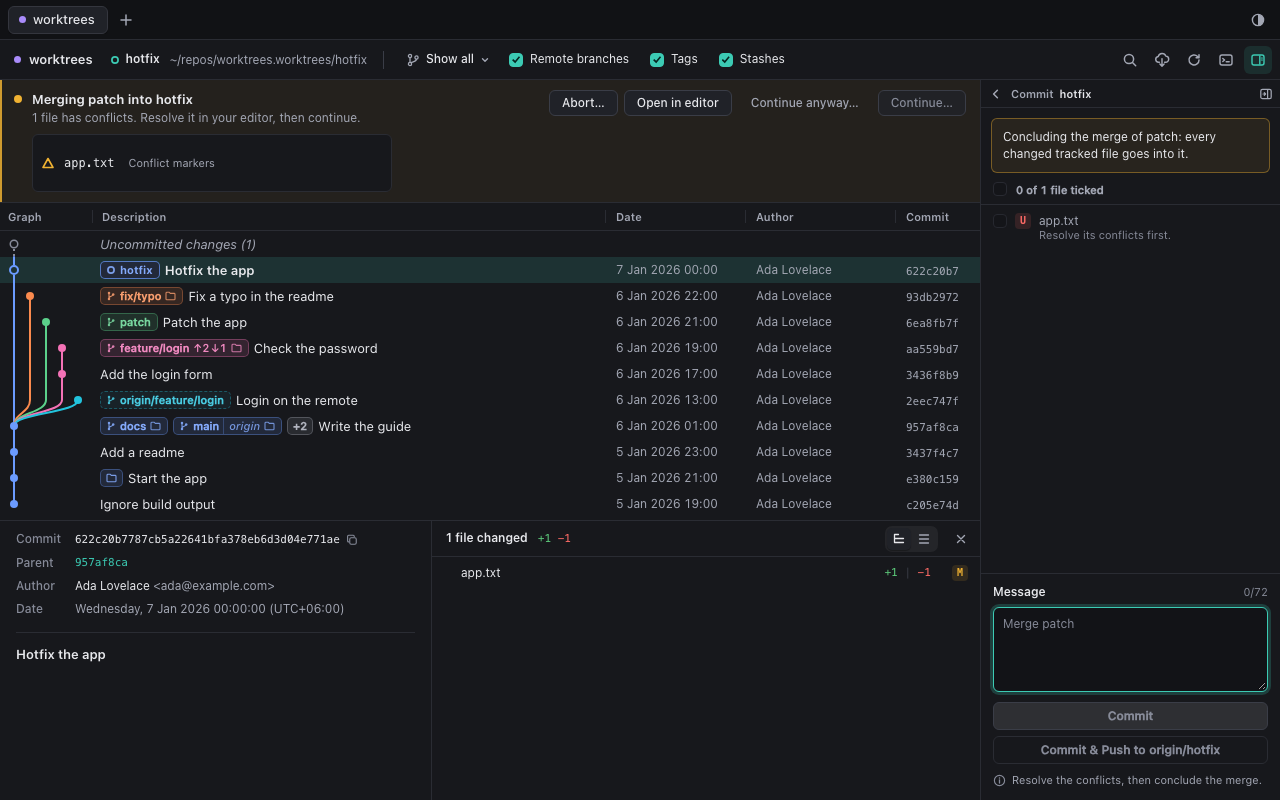 worktrees
worktrees hotfix ~/repos/worktrees.worktrees/hotfix Show all Remote branches Tags Stashes
Merging patch into hotfix
1 file has conflicts. Resolve it in your editor, then continue.
Abort... Open in editor Continue anyway... Continue...
app.txt Conflict markers
Graph Description Date Author Commit
Uncommitted changes (1)
hotfix Hotfix the app 7 Jan 2026 00:00 Ada Lovelace 622c20b7
fix/typo Fix a typo in the readme 6 Jan 2026 22:00 Ada Lovelace 93db2972
patch Patch the app 6 Jan 2026 21:00 Ada Lovelace 6ea8fb7f
feature/login ↑2↓1 Check the password 6 Jan 2026 19:00 Ada Lovelace aa559bd7
Add the login form 6 Jan 2026 17:00 Ada Lovelace 3436f8b9
origin/feature/login Login on the remote 6 Jan 2026 13:00 Ada Lovelace 2eec747f
docs main origin +2 Write the guide 6 Jan 2026 01:00 Ada Lovelace 957af8ca
Add a readme 5 Jan 2026 23:00 Ada Lovelace 3437f4c7
Start the app 5 Jan 2026 21:00 Ada Lovelace e380c159
Ignore build output 5 Jan 2026 19:00 Ada Lovelace c205e74d
Commit 622c20b7787cb5a22641bfa378eb6d3d04e771ae
Parent 957af8ca
Author Ada Lovelace <ada@example.com>
Date Wednesday, 7 Jan 2026 00:00:00 (UTC+06:00)
Hotfix the app
1 file changed +1 −1
app.txt +1 | −1 M
Commit hotfix
Concluding the merge of patch: every
changed tracked file goes into it.
0 of 1 file ticked
U app.txt
Resolve its conflicts first.
Message 0/72
Merge patch
Commit
Commit & Push to origin/hotfix
Resolve the conflicts, then conclude the merge.